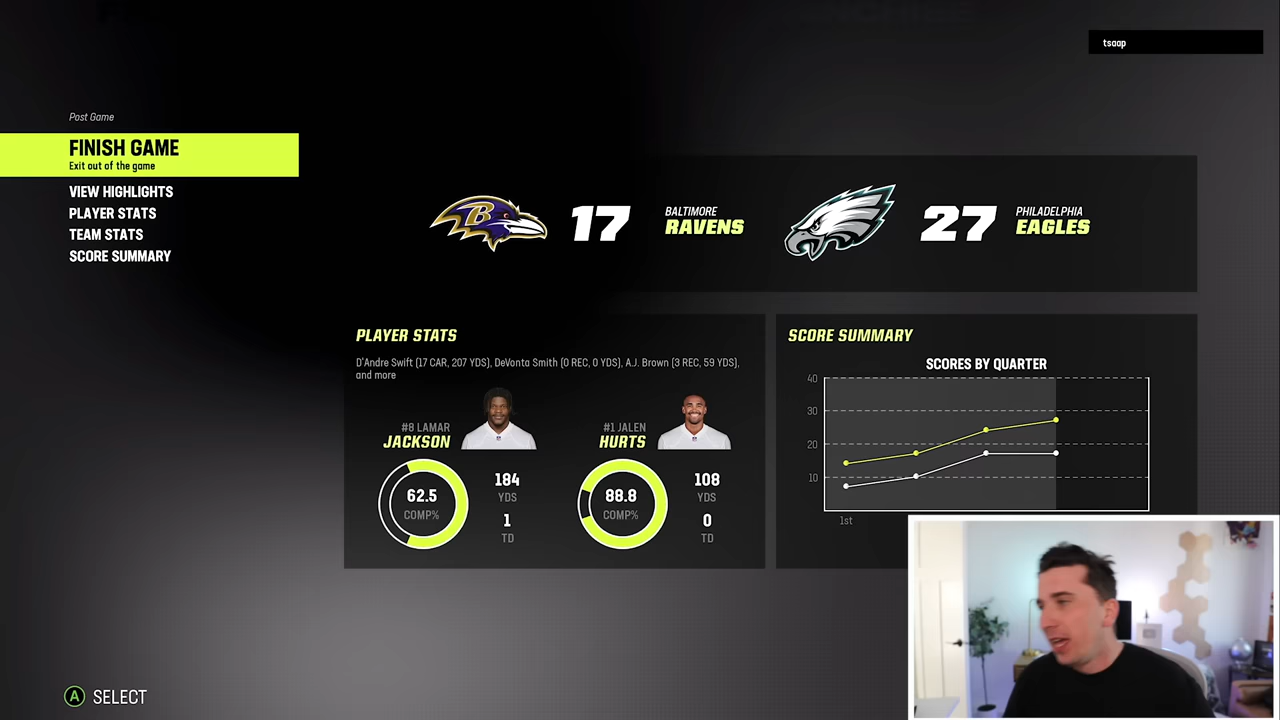 tsaap
Post Game
FINISH GAME
Exit out of the game
VIEW HIGHLIGHTS
PLAYER STATS
TEAM STATS
SCORE SUMMARY
B
17
BALTIMORE
RAVENS
27
PHILADELPHIA
EAGLES
PLAYER STATS
D'Andre Swift (17 CAR, 207 YDS), DeVonta Smith (0 REC, 0 YDS), A.J. Brown (3 REC, 59 YDS),
and more
#8 LAMAR
JACKSON
62.5
COMP%
184
YDS
1
TD
#1 JALEN
HURTS
88.8
COMP%
108
YDS
0
TD
SCORE SUMMARY
SCORES BY QUARTER
40
30
20
10
1st
A SELECT